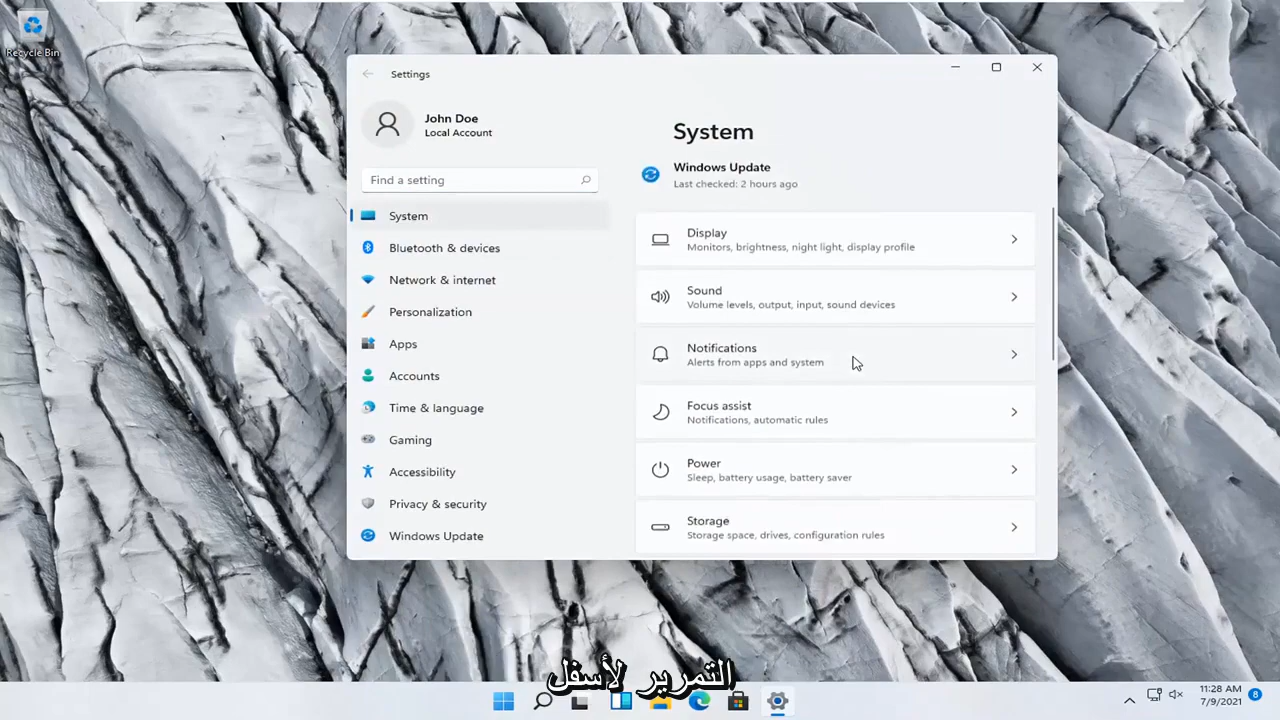 Recycle Bin
Settings
John Doe
Local Account
Find a setting
System
Bluetooth & devices
Network & internet
Personalization
Apps
Accounts
Time & language
Gaming
Accessibility
Privacy & security
Windows Update
System
Windows Update
Last checked: 2 hours ago
Display
Monitors, brightness, night light, display profile
Sound
Volume levels, output, input, sound devices
Notifications
Alerts from apps and system
Focus assist
Notifications, automatic rules
Power
Sleep, battery usage, battery saver
Storage
Storage space, drives, configuration rules
التمرير لأسفل
11:28 AM
7/9/2021
8